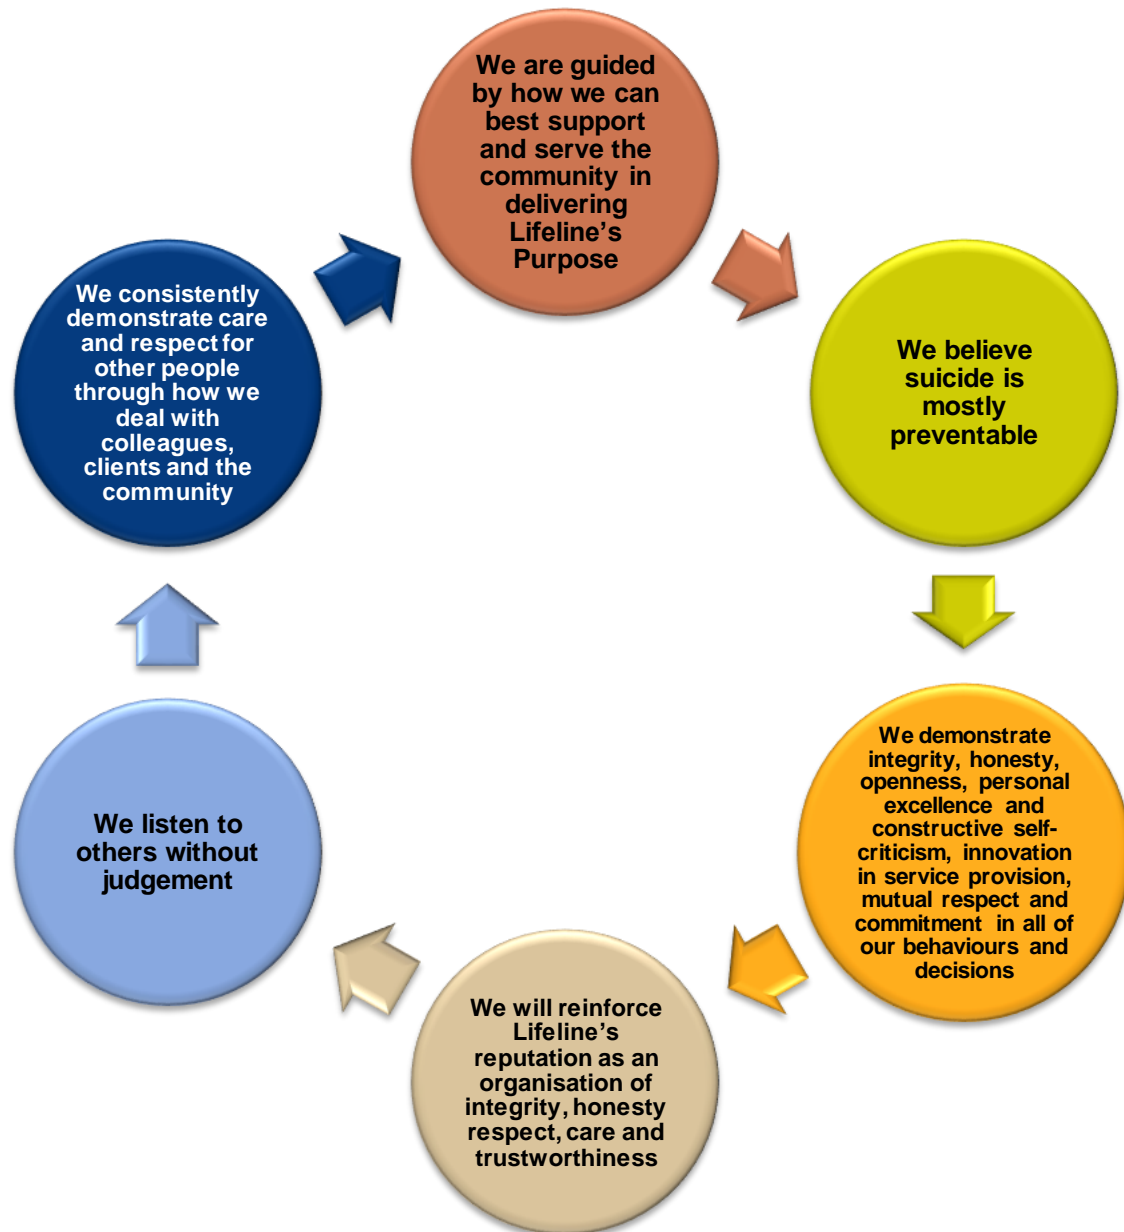 We are guided
by how we can
best support
and serve the
community in
delivering
Lifeline’s
Purpose
We believe
suicide is
mostly
preventable
We demonstrate
integrity, honesty,
openness, personal
excellence and
constructive self-
criticism, innovation
in service provision,
mutual respect and
commitment in all of
our behaviours and
decisions
We will reinforce
Lifeline’s
reputation as an
organisation of
integrity, honesty
respect, care and
trustworthiness
We listen to
others without
judgement
We consistently
demonstrate care
and respect for
other people
through how we
deal with
colleagues,
clients and the
community